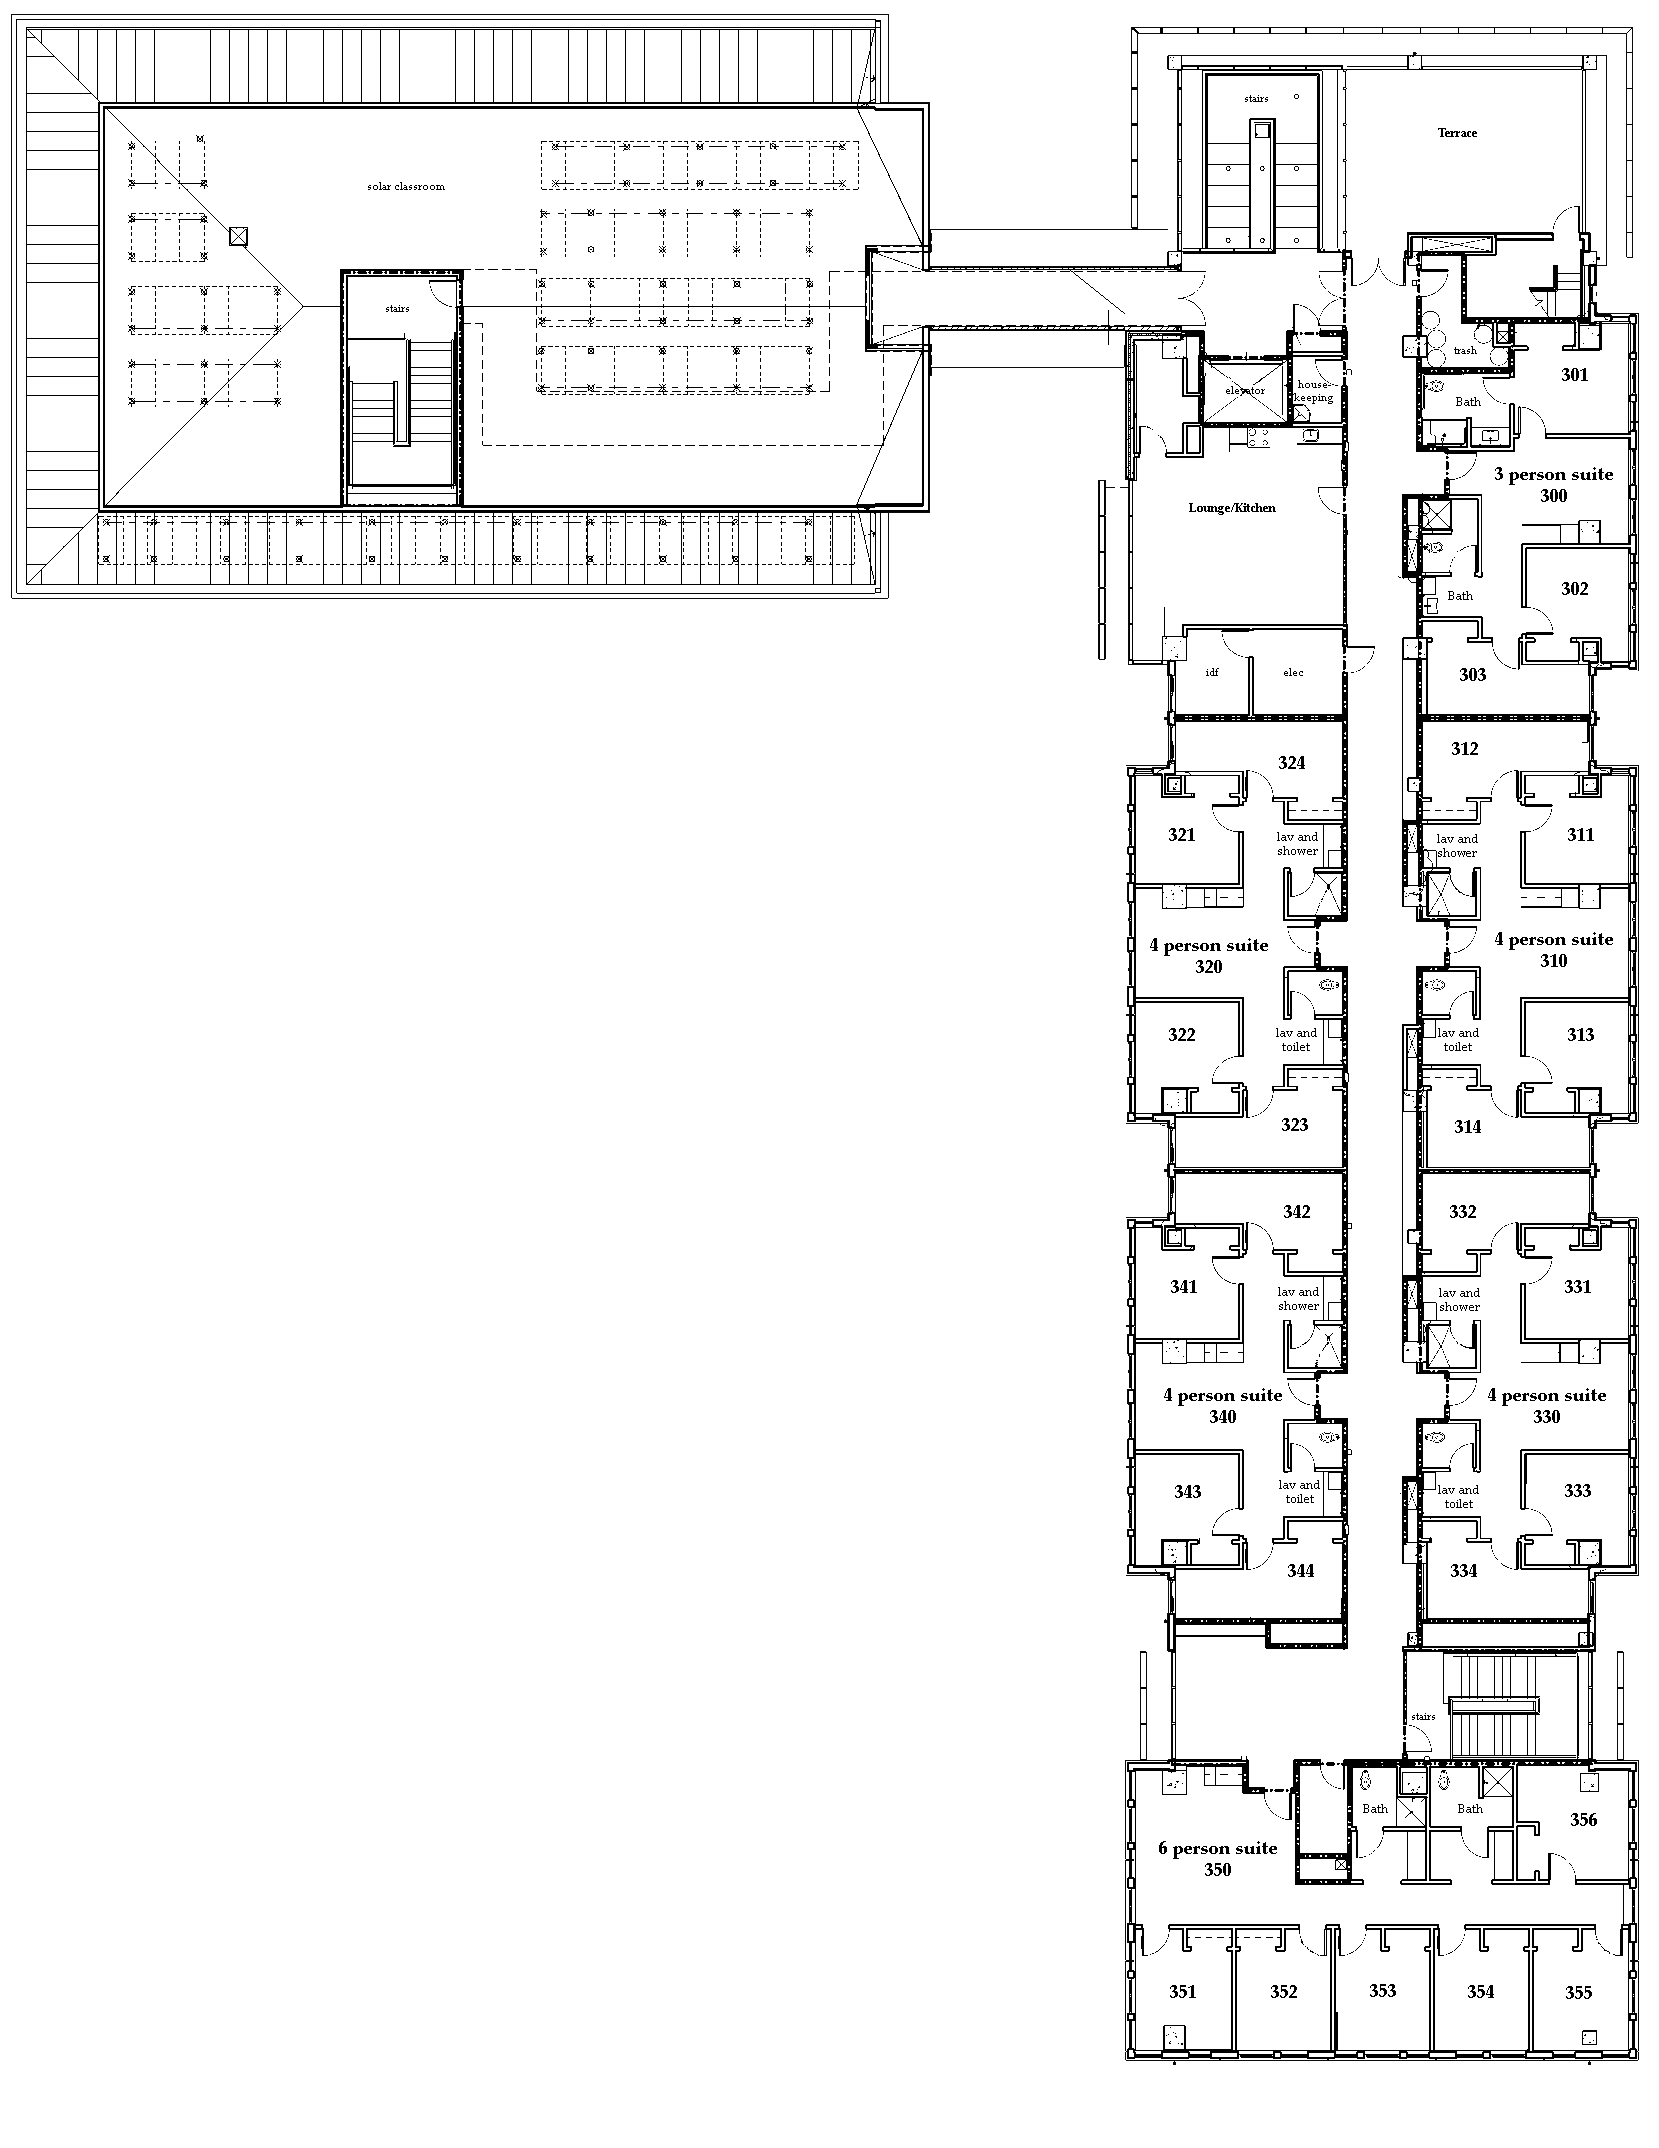 stairs
Terrace
solar classroom
stairs
trash
301
elevator
house
keeping
Bath
3 person suite
300
Lounge/Kitchen
302
Bath
idf
elec
303
324
312
321
lav and
shower
lav and
shower
311
4 person suite
320
4 person suite
310
322
lav and
toilet
lav and
toilet
313
323
314
342
332
341
lav and
shower
lav and
shower
331
4 person suite
340
4 person suite
330
343
lav and
toilet
lav and
toilet
333
344
334
stairs
Bath
Bath
356
6 person suite
350
351
352
353
354
355